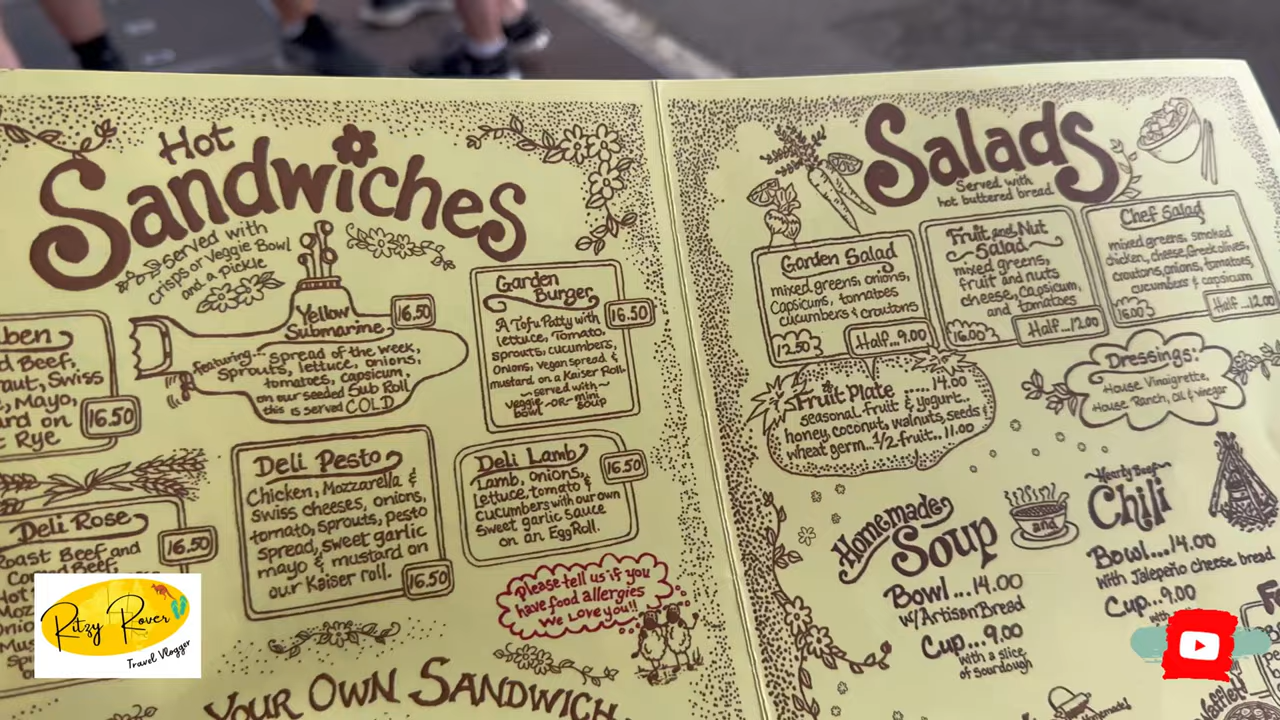 Hot
Sandwiches
Served with
crisps or Veggie Bowl
and a pickle
Yellow
Submarine
16.50
featuring... spread of the week,
sprouts, lettuce, onions,
tomatoes, capsicum,
on our seeded Sub Roll
this is served COLD
Garden
Burger
16.50
A Tofu Patty with
lettuce, Tomato,
sprouts, cucumbers,
Onions, Vegan spread &
mustard on a Kaiser Roll.
served with
veggie -OR- mini
bowl soup
Beef,
Swiss
Mayo,
on
Rye
16.50
Deli Pesto
Chicken, Mozzarella &
Swiss cheeses, onions,
tomato, sprouts, pesto
spread, sweet garlic
mayo & mustard on
our Kaiser roll.
16.50
Deli Lamb
16.50
Lamb, onions,
lettuce, tomato &
cucumbers with our own
sweet garlic sauce
on an Egg Roll.
Deli Rose
16.50
Roast Beef and
Please tell us if you
have food allergies
We Love you!!
YOUR OWN SANDWICH
Salads
Served with
hot buttered bread
Garden Salad
mixed greens, onions,
Capsicums, tomatoes
cucumbers & croutons
12.50
Half...9.00
Fruit and Nut
Salad
mixed greens,
fruit and nuts
cheese, Capsicum,
and tomatoes
16.00
Half...12.00
Chef Salad
mixed greens, smoked
chicken, cheese, Greek olives,
croutons, onions, tomatoes,
cucumbers & capsicum
16.00
Half...12.00
Fruit Plate ...... 14.00
seasonal fruit & yogurt..
honey, coconut, walnuts, seeds &
wheat germ...1/2 fruit.. 11.00
Dressings:
House Vinaigrette,
House Ranch, Oil & Vinegar
Homemade
Soup
and
Bowl...14.00
w/Artisan Bread
Cup...9.00
with a slice
of sourdough
Hearty Beef
Chili
Bowl...14.00
with Jalepeño cheese bread
Cup...9.00
with
Ritzy Rover
Travel Vlogger